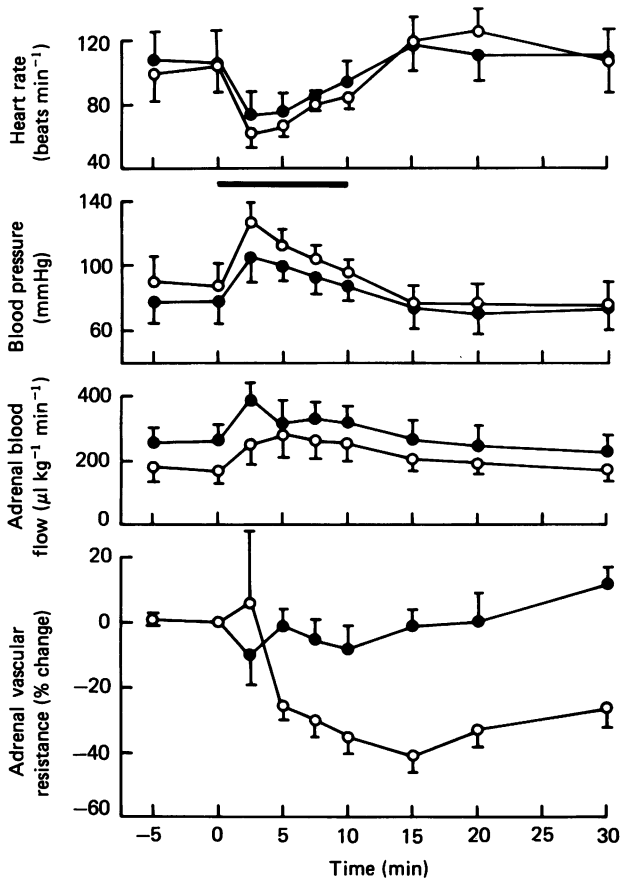 Heart rate
(beats min⁻¹)
120
80
40
Blood pressure
(mmHg)
140
100
60
Adrenal blood
flow (µl kg⁻¹ min⁻¹)
400
200
0
Adrenal vascular
resistance (% change)
20
0
−20
−40
−60
−5 0 5 10 15 20 25 30
Time (min)